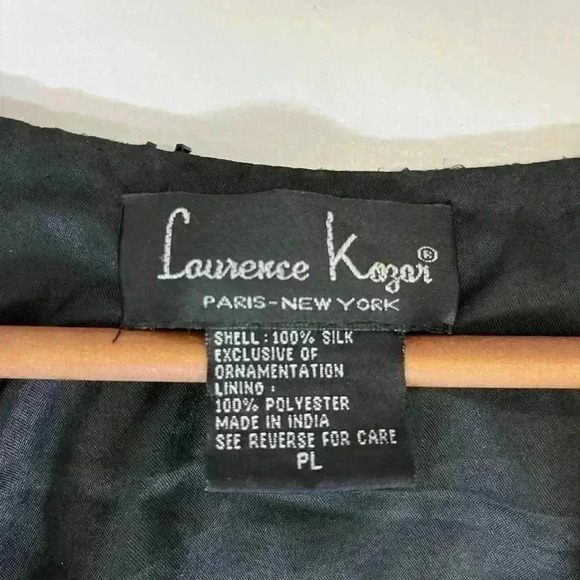 Laurence Kazar®
PARIS-NEW YORK
SHELL: 100% SILK
EXCLUSIVE OF
ORNAMENTATION
LINING :
100% POLYESTER
MADE IN INDIA
SEE REVERSE FOR CARE
PL